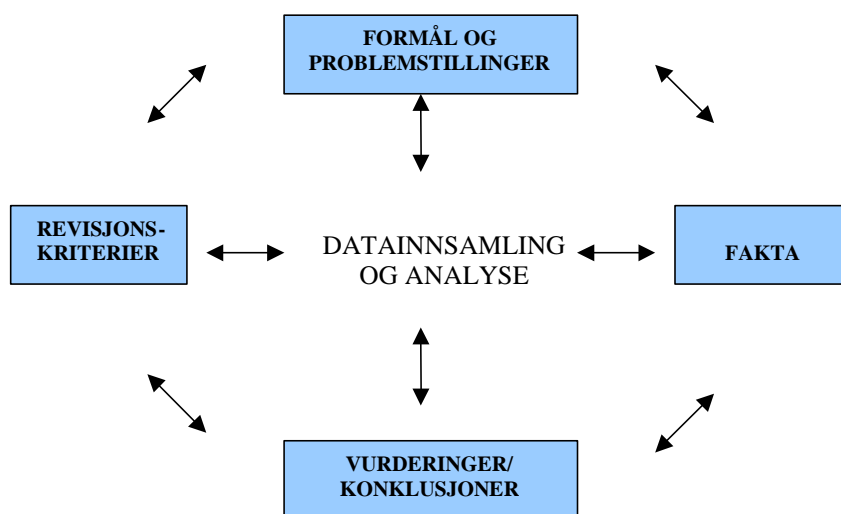 FORMÅL OG
PROBLEMSTILLINGER
REVISJONS-
KRITERIER
DATAINNSAMLING
OG ANALYSE
FAKTA
VURDERINGER/
KONKLUSJONER